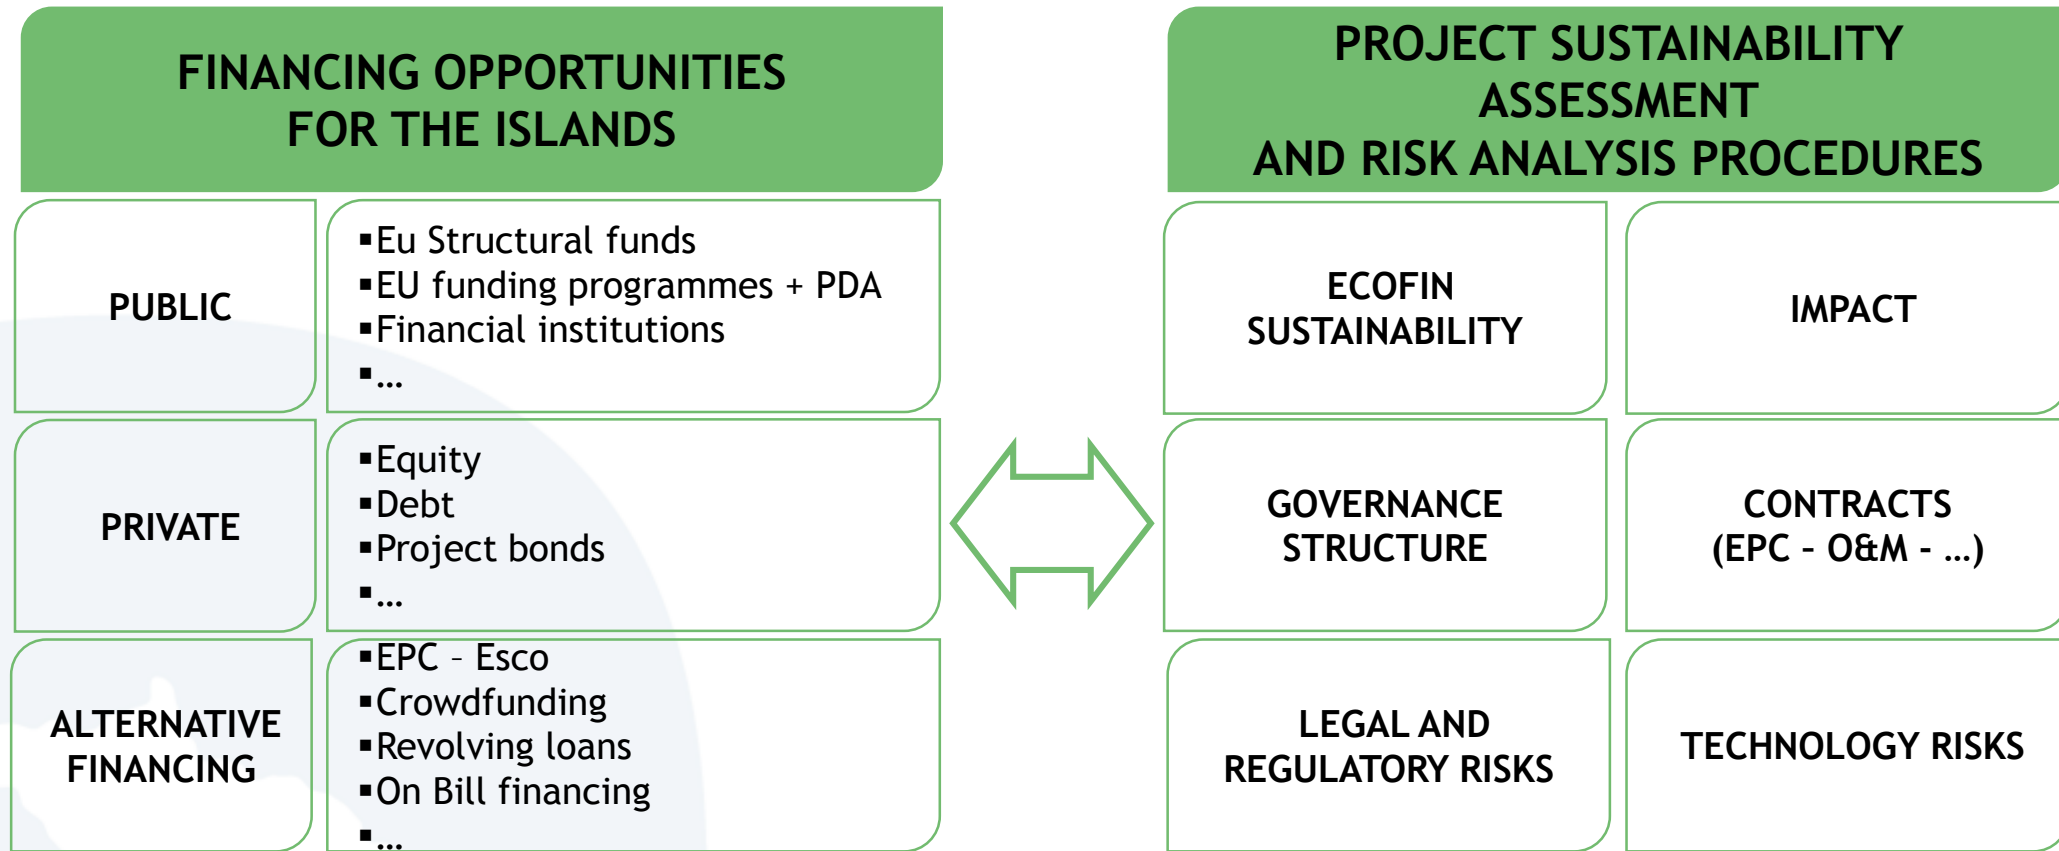 FINANCING OPPORTUNITIES
FOR THE ISLANDS
PUBLIC
▪Eu Structural funds
▪EU funding programmes + PDA
▪Financial institutions
▪…
PRIVATE
▪Equity
▪Debt
▪Project bonds
▪…
ALTERNATIVE
FINANCING
▪EPC – Esco
▪Crowdfunding
▪Revolving loans
▪On Bill financing
▪…
PROJECT SUSTAINABILITY
ASSESSMENT
AND RISK ANALYSIS PROCEDURES
ECOFIN
SUSTAINABILITY
IMPACT
GOVERNANCE
STRUCTURE
CONTRACTS
(EPC – O&M - …)
LEGAL AND
REGULATORY RISKS
TECHNOLOGY RISKS